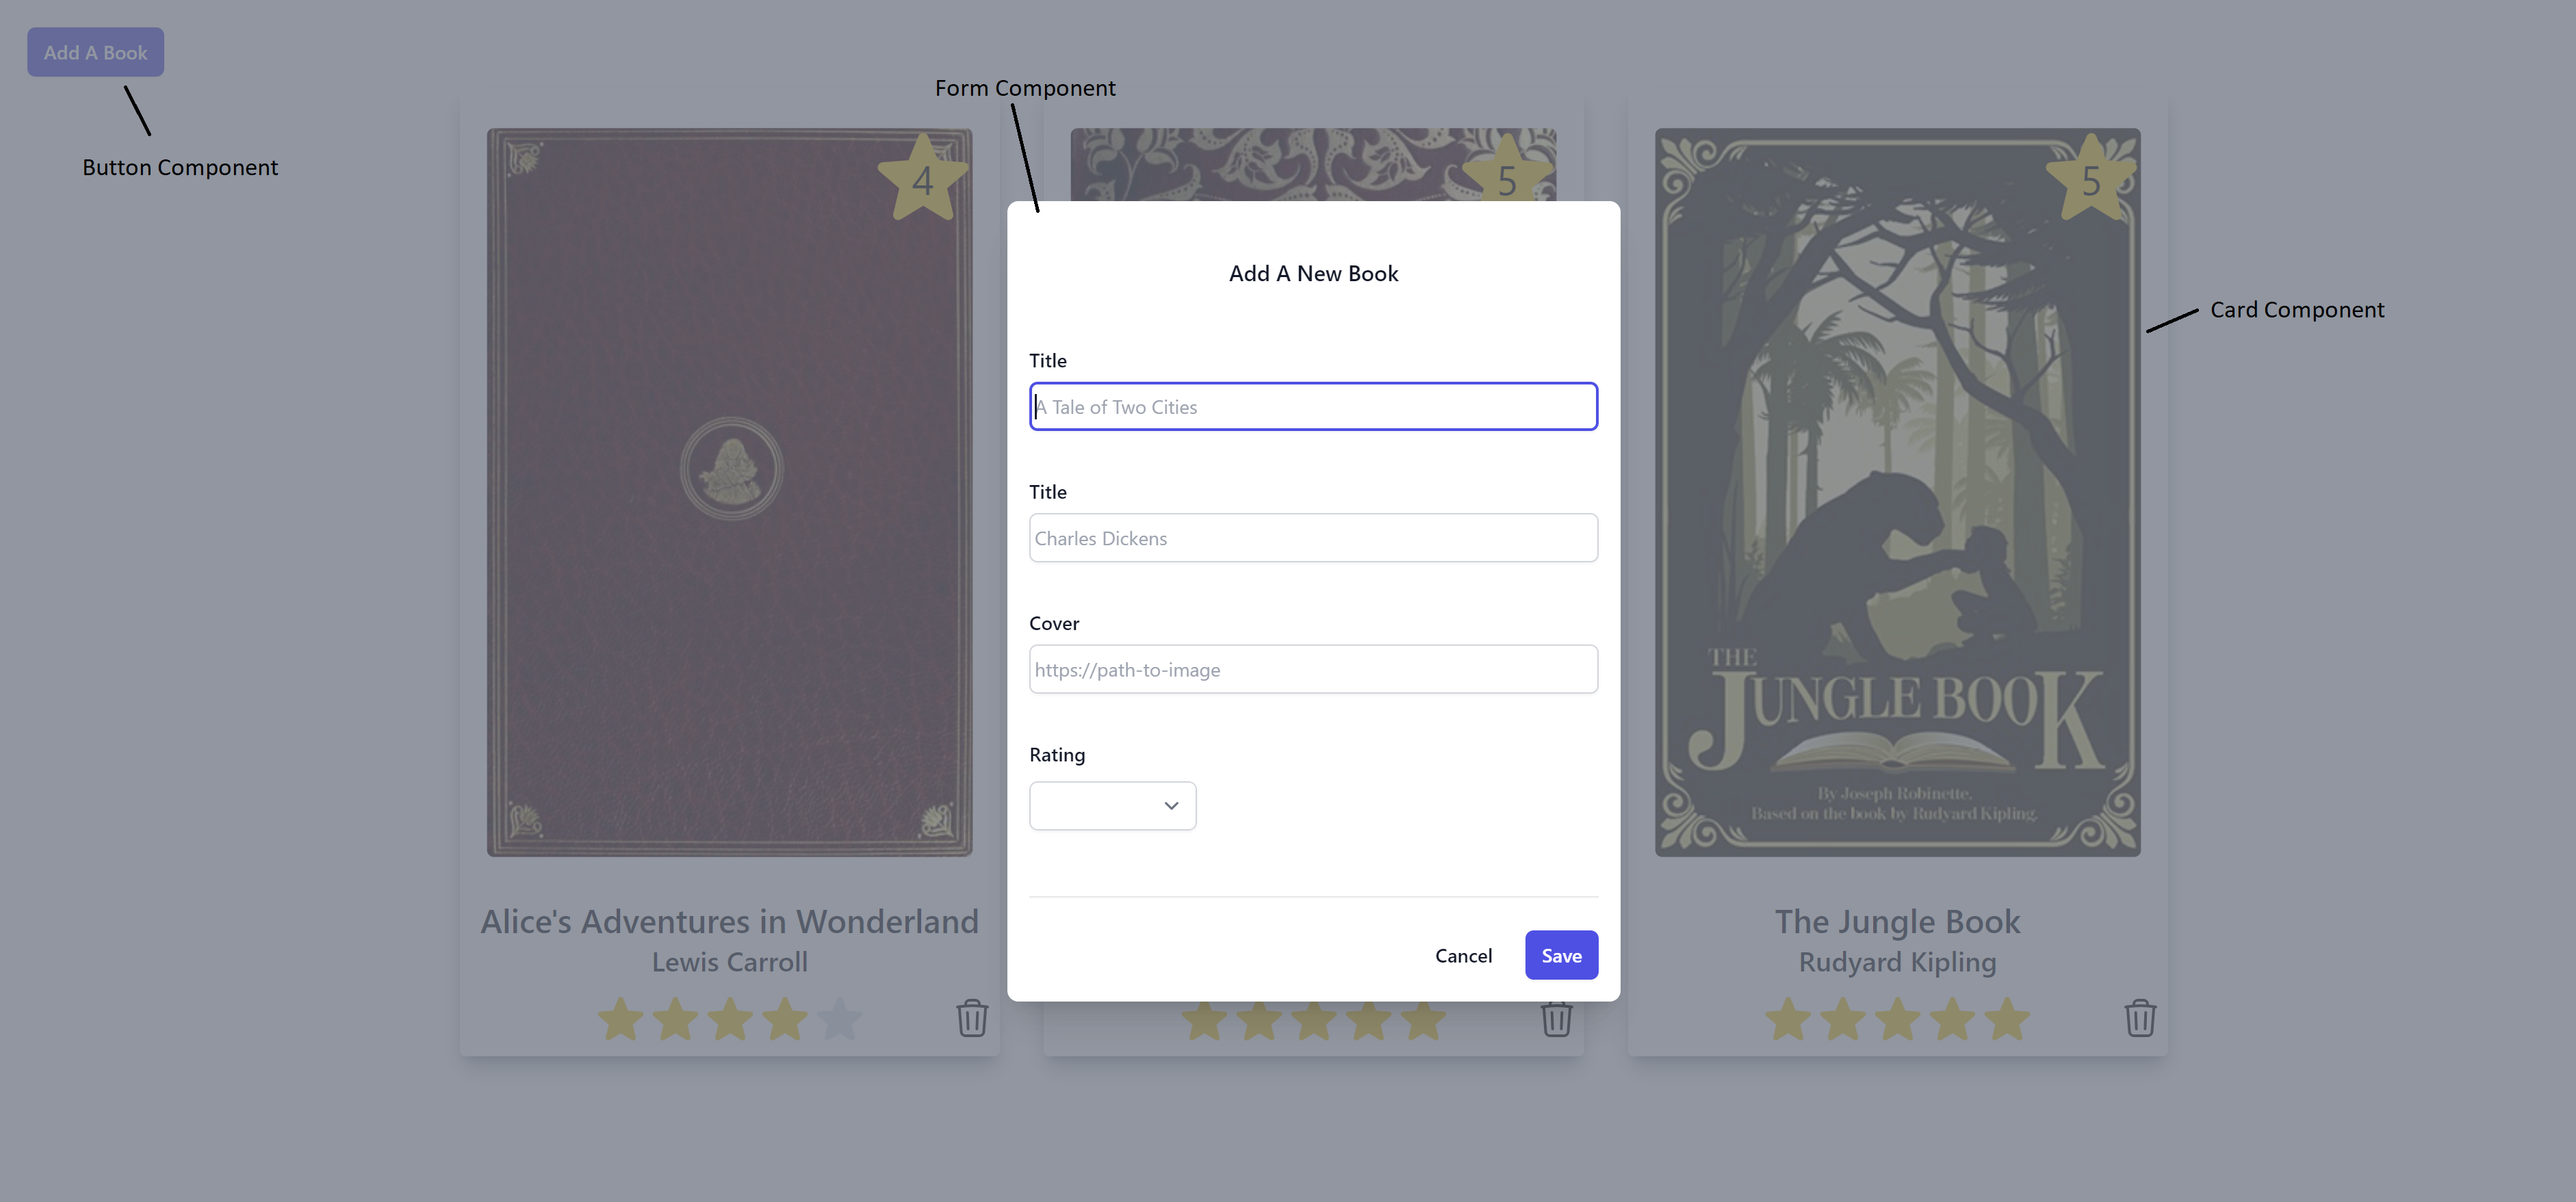 Add A Book
Button Component
Form Component
Card Component
4
5
5
Add A New Book
Title
A Tale of Two Cities
Title
Charles Dickens
Cover
https://path-to-image
Rating
Cancel
Save
Alice's Adventures in Wonderland
Lewis Carroll
THE
JUNGLE BOOK
By Joseph Robinette.
Based on the book by Rudyard Kipling.
The Jungle Book
Rudyard Kipling